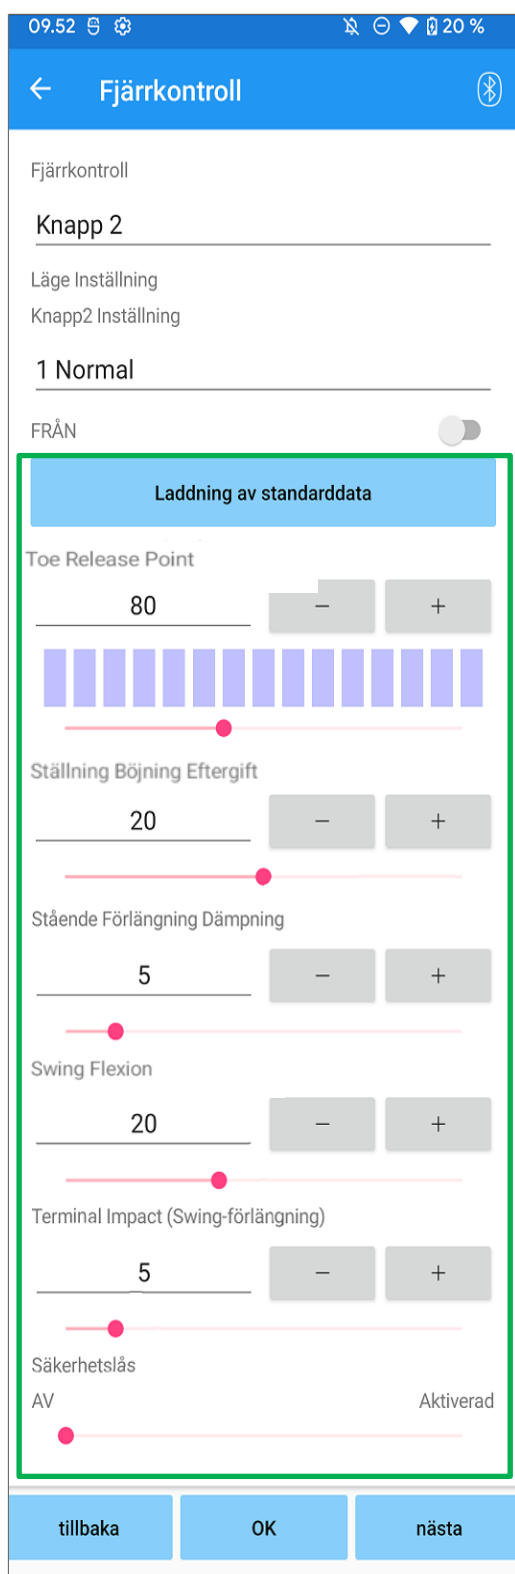 09.52 20 %
Fjärrkontroll
Fjärrkontroll
Knapp 2
Läge Inställning
Knapp2 Inställning
1 Normal
FRÅN
Laddning av standarddata
Toe Release Point
80 − +
Ställning Böjning Eftergift
20 − +
Stående Förlängning Dämpning
5 − +
Swing Flexion
20 − +
Terminal Impact (Swing-förlängning)
5 − +
Säkerhetslås
AV Aktiverad
tillbaka OK nästa